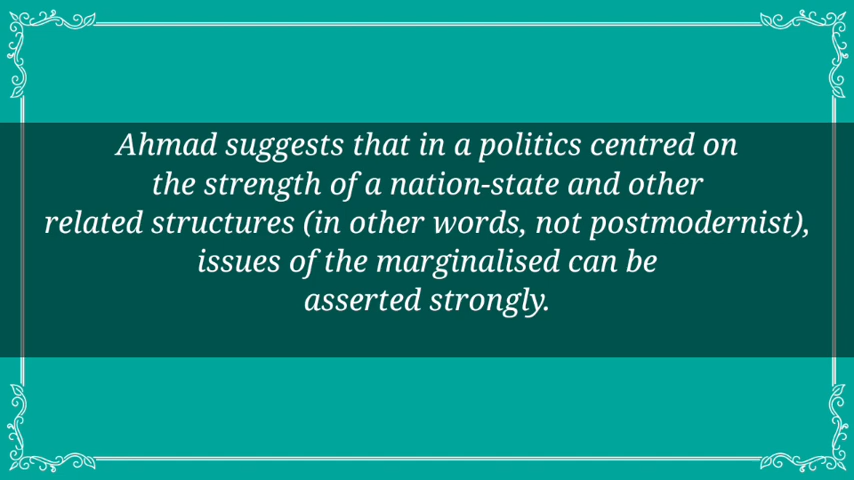 Ahmad suggests that in a politics centred on
the strength of a nation-state and other
related structures (in other words, not postmodernist),
issues of the marginalised can be
asserted strongly.